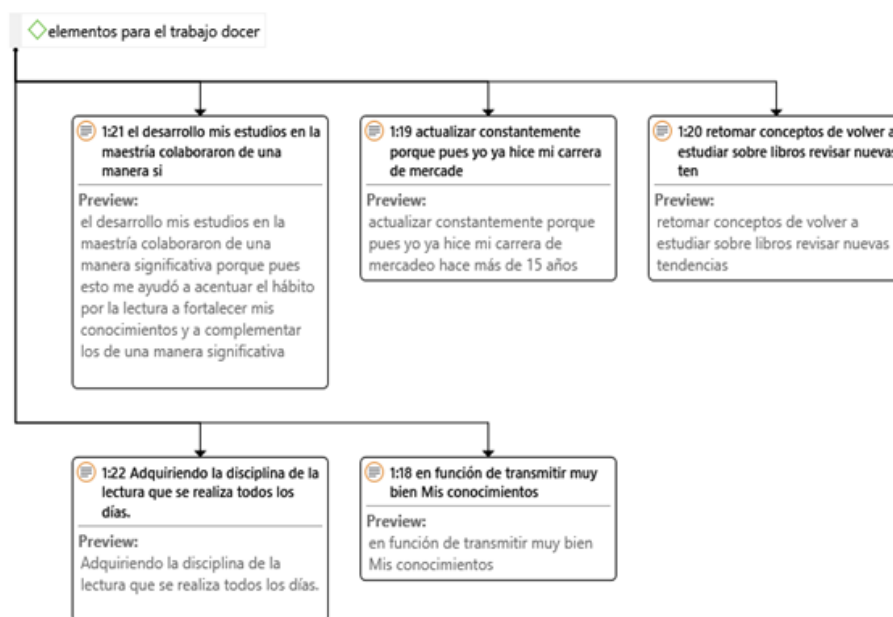 elementos para el trabajo docer
1:21 el desarrollo mis estudios en la
maestría colaboraron de una
manera si
Preview:
el desarrollo mis estudios en la
maestría colaboraron de una
manera significativa porque pues
esto me ayudó a acentuar el hábito
por la lectura a fortalecer mis
conocimientos y a complementar
los de una manera significativa
1:19 actualizar constantemente
porque pues yo ya hice mi carrera
de mercade
Preview:
actualizar constantemente porque
pues yo ya hice mi carrera de
mercadeo hace más de 15 años
1:20 retomar conceptos de volver a
estudiar sobre libros revisar nuevas
ten
Preview:
retomar conceptos de volver a
estudiar sobre libros revisar nuevas
tendencias
1:22 Adquiriendo la disciplina de la
lectura que se realiza todos los
días.
Preview:
Adquiriendo la disciplina de la
lectura que se realiza todos los días.
1:18 en función de transmitir muy
bien Mis conocimientos
Preview:
en función de transmitir muy bien
Mis conocimientos